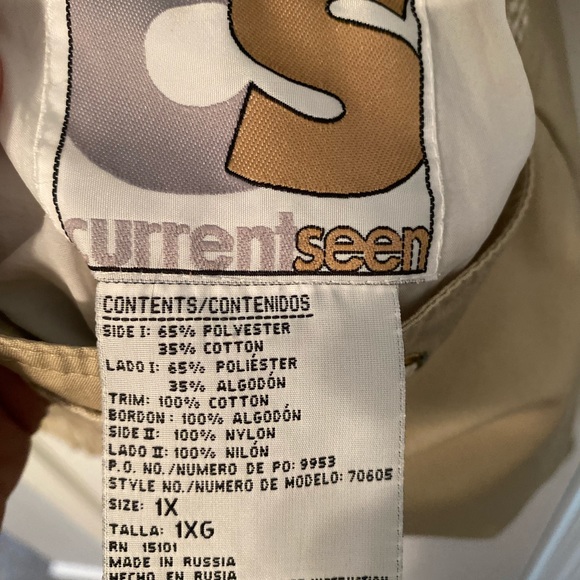 CS
currentseen
CONTENTS/CONTENIDOS
SIDE I: 65% POLYESTER
35% COTTON
LADO I: 65% POLIÉSTER
35% ALGODÓN
TRIM: 100% COTTON
BORDON: 100% ALGODÓN
SIDE II: 100% NYLON
LADO II: 100% NILÓN
P.O. NO./NUMERO DE PO: 9953
STYLE NO./NUMERO DE MODELO: 70605
SIZE: 1X
TALLA: 1XG
RN 15101
MADE IN RUSSIA
HECHO EN RUSIA